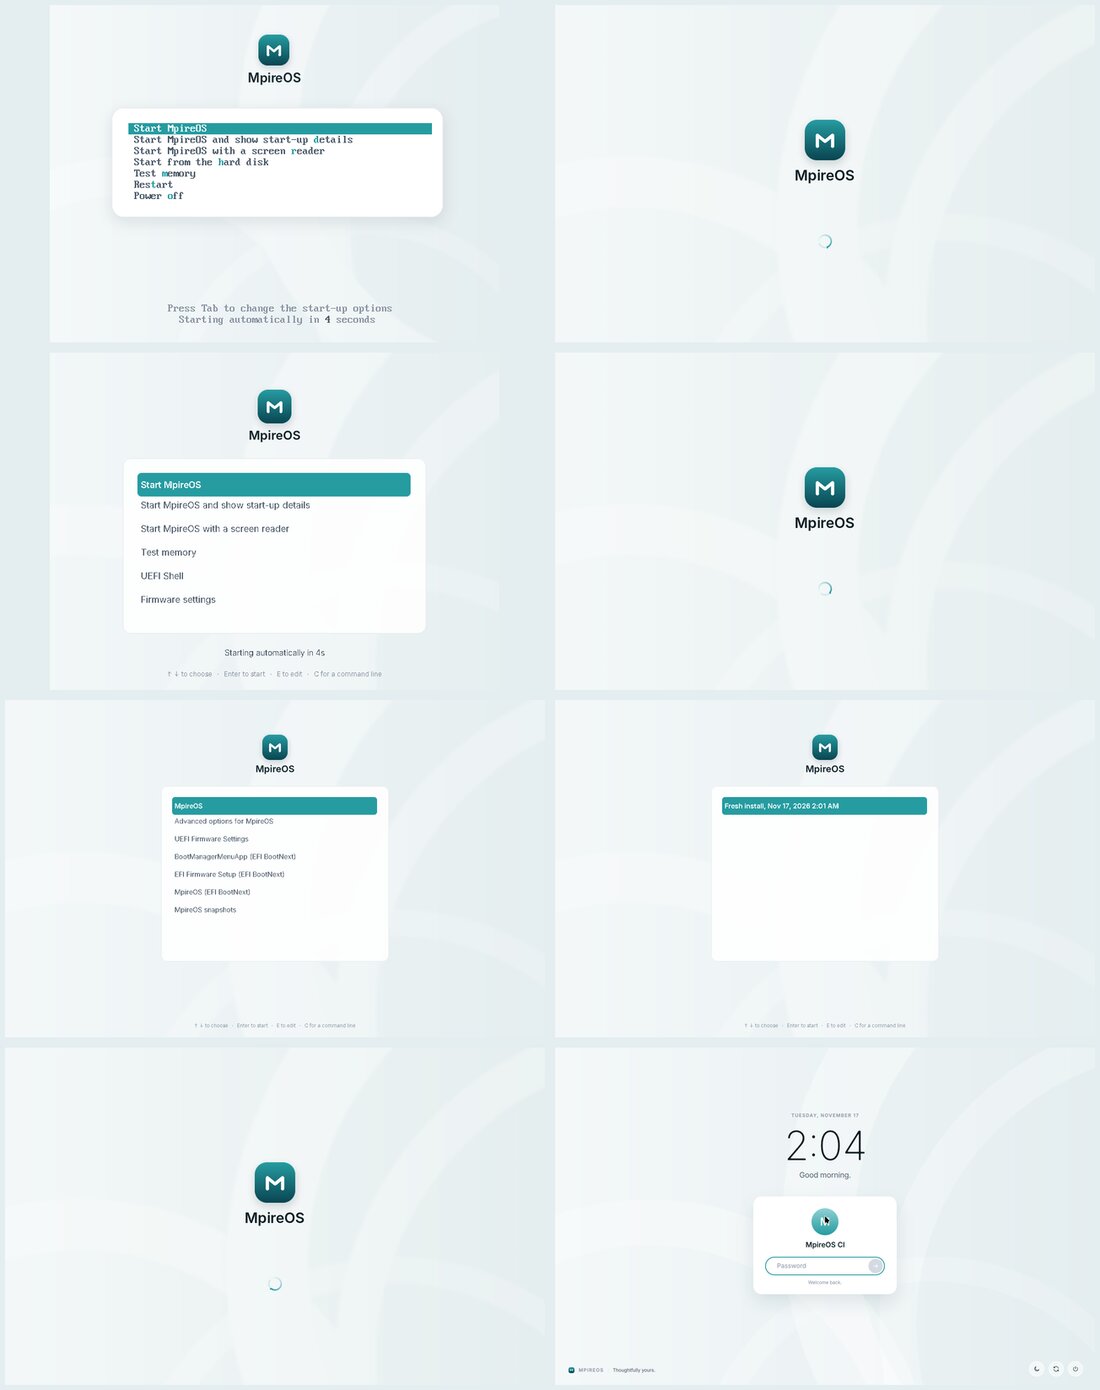 MpireOS
Start MpireOS
Start MpireOS and show start-up details
Start MpireOS with a screen reader
Start from the hard disk
Test memory
Restart
Power off
Press Tab to change the start-up options
Starting automatically in 4 seconds
MpireOS
MpireOS
Start MpireOS
Start MpireOS and show start-up details
Start MpireOS with a screen reader
Test memory
UEFI Shell
Firmware settings
Starting automatically in 4s
↑ ↓ to choose · Enter to start · E to edit · C for a command line
MpireOS
MpireOS
MpireOS
Advanced options for MpireOS
UEFI Firmware Settings
BootManagerMenuApp (EFI BootNext)
EFI Firmware Setup (EFI BootNext)
MpireOS (EFI BootNext)
MpireOS snapshots
↑ ↓ to choose · Enter to start · E to edit · C for a command line
MpireOS
Fresh install, Nov 17, 2026 2:01 AM
↑ ↓ to choose · Enter to start · E to edit · C for a command line
MpireOS
TUESDAY, NOVEMBER 17
2:04
Good morning.
MpireOS CI
Password
Welcome back.
MPIREOS Thoughtfully yours.